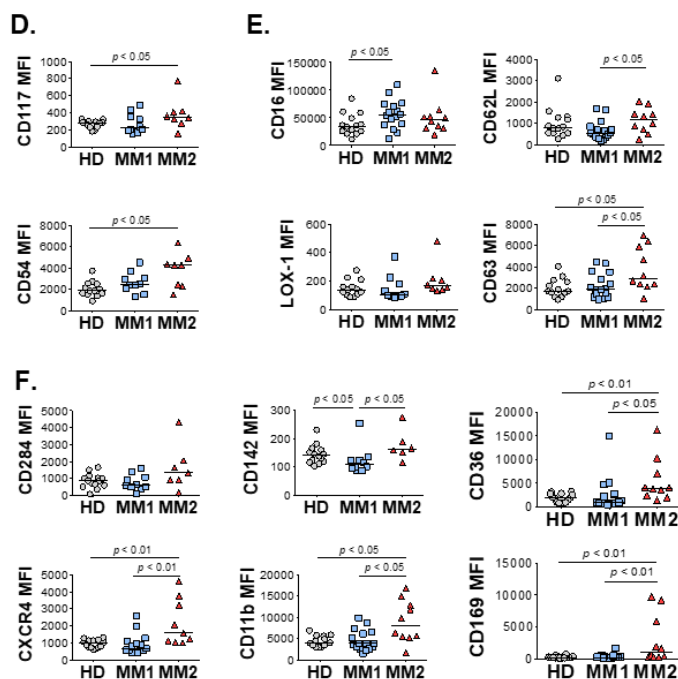 D.
p < 0.05
CD117 MFI
1000
800
600
400
200
0
HD MM1 MM2
CD54 MFI
p < 0.05
8000
6000
4000
2000
0
HD MM1 MM2
E.
CD16 MFI
p < 0.05
150000
100000
50000
0
HD MM1 MM2
CD62L MFI
p < 0.05
6000
4000
3000
2000
1000
0
HD MM1 MM2
LOX-1 MFI
600
400
200
0
HD MM1 MM2
CD63 MFI
p < 0.05
p < 0.05
8000
6000
4000
2000
0
HD MM1 MM2
F.
CD284 MFI
5000
4000
3000
2000
1000
0
HD MM1 MM2
CD142 MFI
p < 0.05 p < 0.05
300
200
100
0
HD MM1 MM2
CD36 MFI
p < 0.01
p < 0.05
20000
15000
10000
5000
0
HD MM1 MM2
CXCR4 MFI
p < 0.01
p < 0.01
5000
4000
3000
2000
1000
0
HD MM1 MM2
CD11b MFI
p < 0.05
p < 0.05
20000
15000
10000
5000
0
HD MM1 MM2
CD169 MFI
p < 0.01
p < 0.01
15000
10000
5000
0
HD MM1 MM2